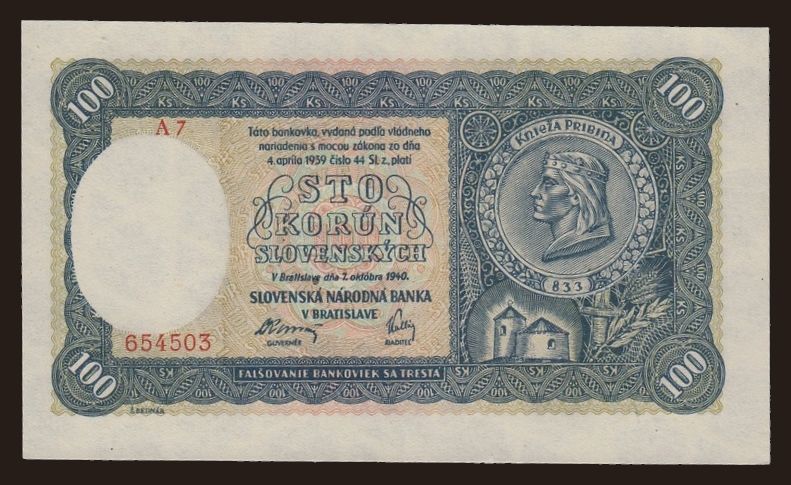 100
100
A 7
Táto bankovka, vydaná podľa vládneho
nariadenia s mocou zákona zo dňa
4. apríla 1939 číslo 44 Sl. z., platí
STO
KORÚN
SLOVENSKÝCH
V Bratislave dňa 7. októbra 1940.
SLOVENSKÁ NÁRODNÁ BANKA
V BRATISLAVE
GUVERNÉR
RIADITEĽ
654503
KNIEŽA PRIBINA
833
FALŠOVANIE BANKOVIEK SA TRESTÁ
100
100
Š. BEDNÁR